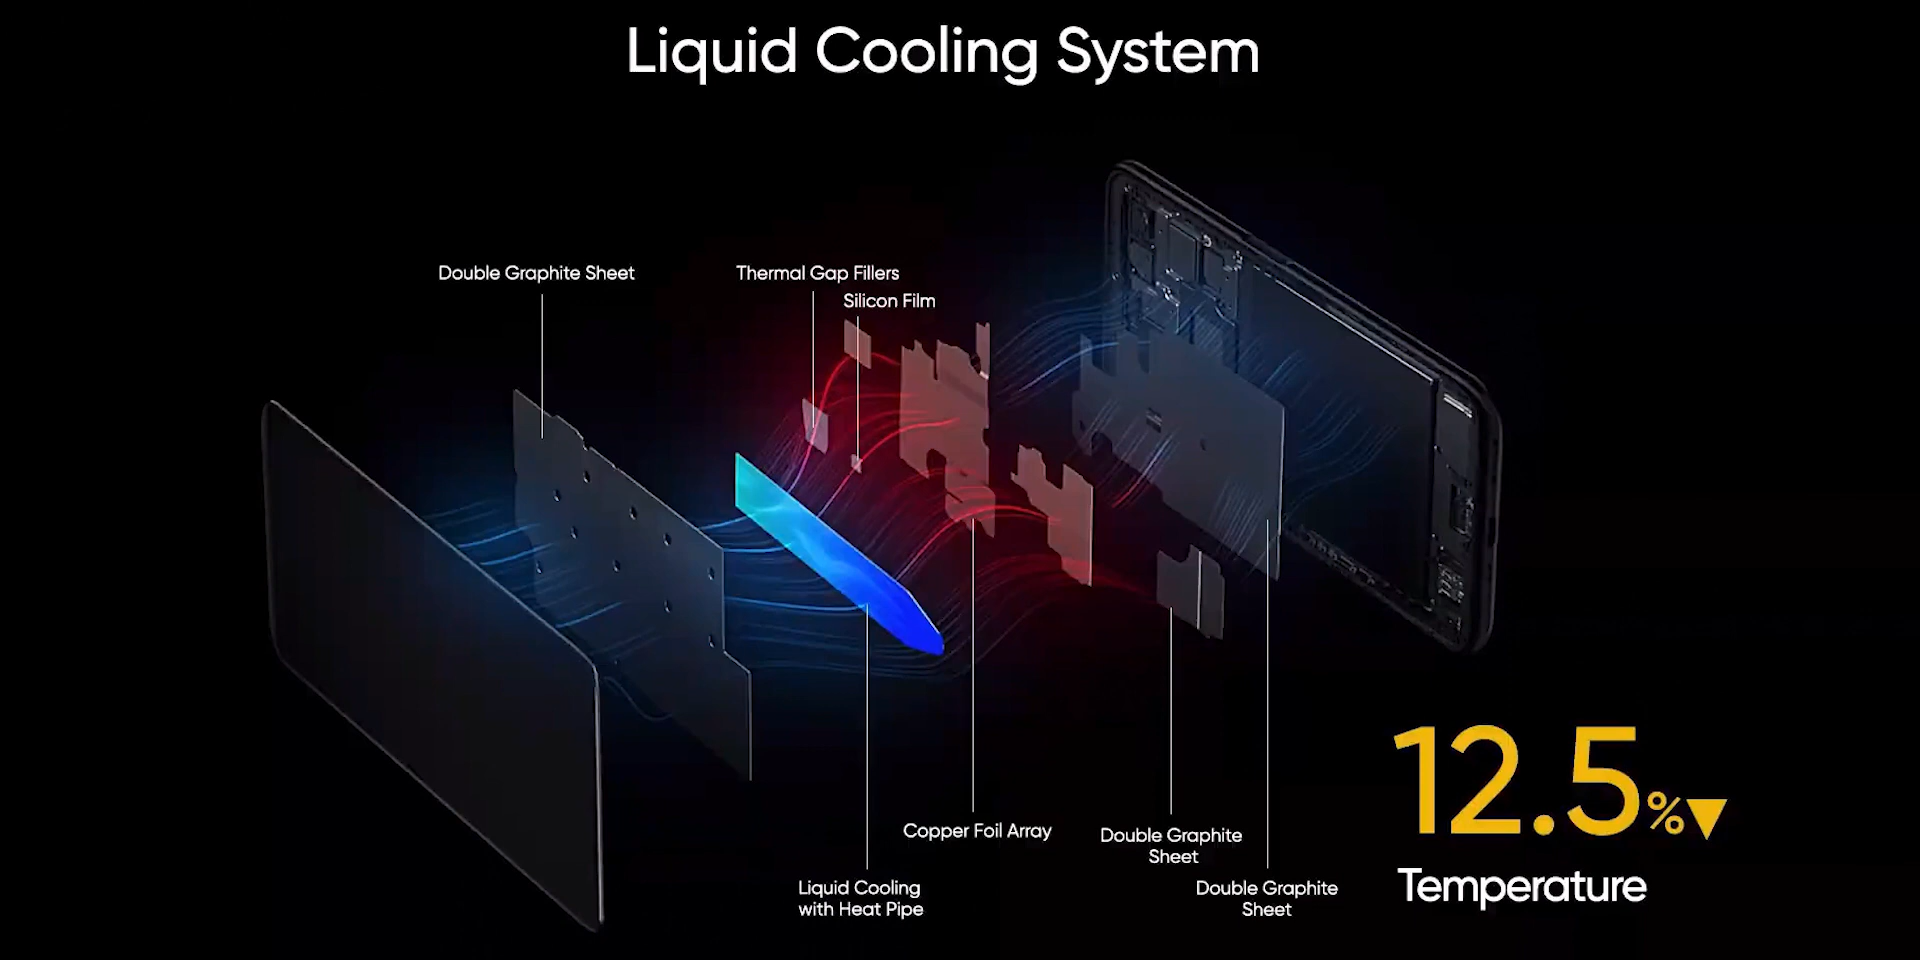 Liquid Cooling System
Double Graphite Sheet
Thermal Gap Fillers
Silicon Film
Copper Foil Array
Double Graphite
Sheet
Liquid Cooling
with Heat Pipe
Double Graphite
Sheet
12.5%▼
Temperature